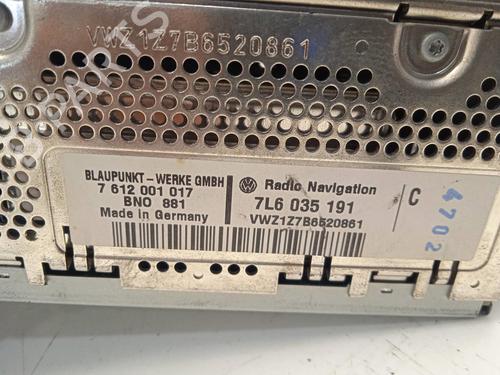 VWZ1Z7B6520861
BLAUPUNKT - WERKE GMBH
7 612 001 017
BNO 881
Made in Germany
Radio Navigation
7L6 035 191
VWZ1Z7B6520861
C
4702
PARTS